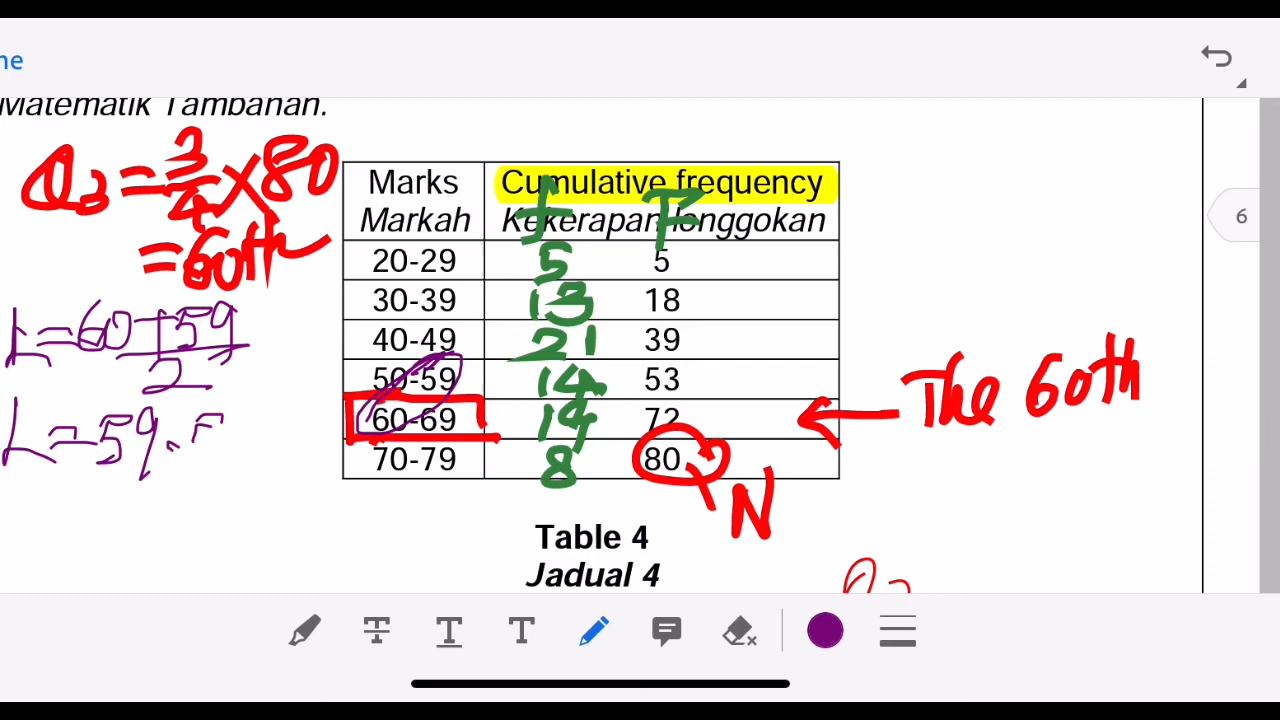 ne
Matematik Tambahan.
Q3 = 3/4 × 80
= 60th
L = 60 + 59
2
L = 59.5
Marks Cumulative frequency
Markah Kekerapan longgokan
f F
20-29 5 5
30-39 13 18
40-49 21 39
50-59 14 53
60-69 19 72
70-79 8 80
The 60th
N
Table 4
Jadual 4
6
T T T